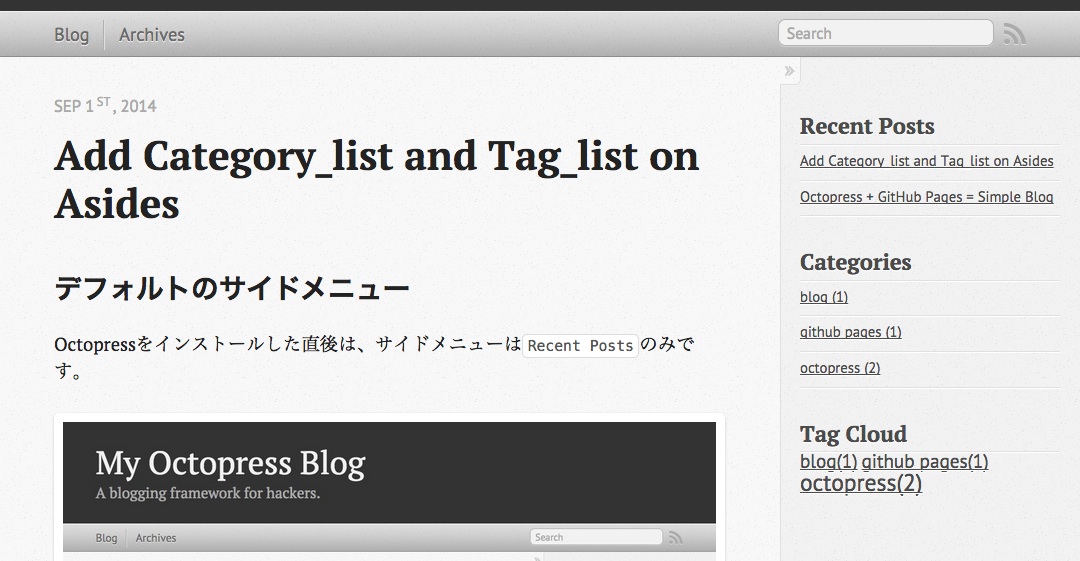 Blog
Archives
Search
SEP 1ST, 2014
Add Category_list and Tag_list on
Asides
デフォルトのサイドメニュー
Octopressをインストールした直後は、サイドメニューはRecent Postsのみで
す。
My Octopress Blog
A blogging framework for hackers.
Blog
Archives
Search
»
»
Recent Posts
Add Category_list and Tag_list on Asides
Octopress + GitHub Pages = Simple Blog
Categories
blog (1)
github pages (1)
octopress (2)
Tag Cloud
blog(1) github pages(1)
octopress(2)